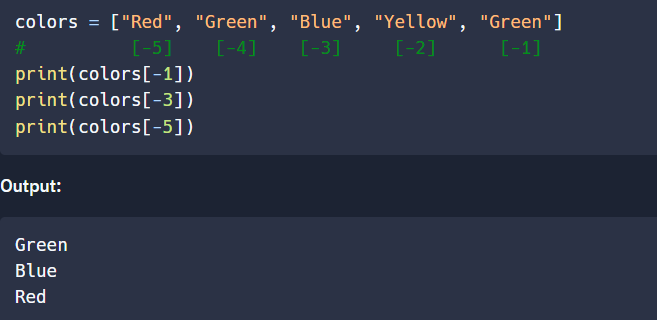 colors = ["Red", "Green", "Blue", "Yellow", "Green"]
#          [-5]    [-4]    [-3]     [-2]      [-1]
print(colors[-1])
print(colors[-3])
print(colors[-5])
Output:
Green
Blue
Red